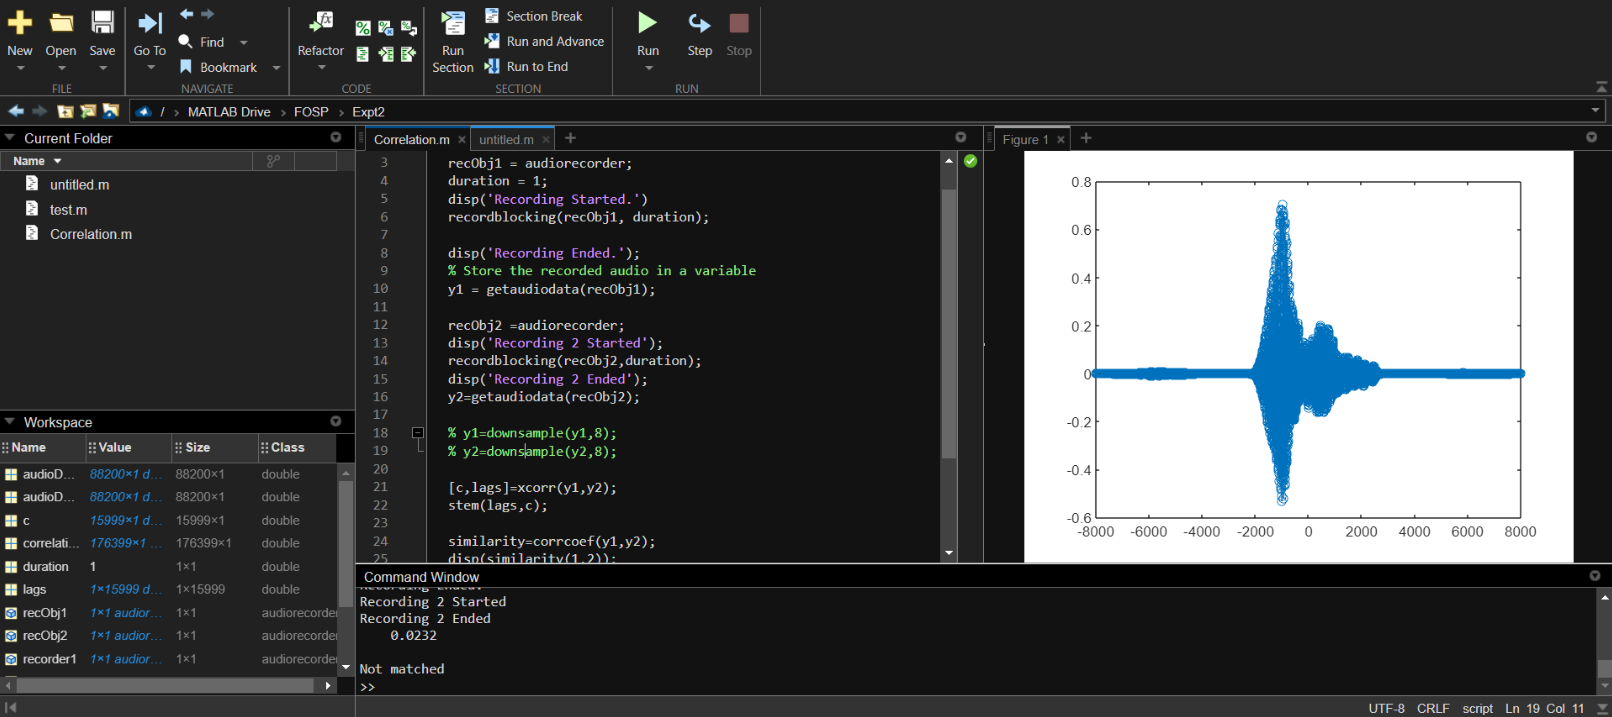 New
Open
Save
FILE
Go To
Find
Bookmark
NAVIGATE
Refactor
CODE
Run Section
Section Break
Run and Advance
Run to End
SECTION
Run
Step
Stop
RUN
/ > MATLAB Drive > FOSP > Expt2
Current Folder
Name
untitled.m
test.m
Correlation.m
Workspace
Name Value Size Class
audioD... 88200×1 d... 88200×1 double
audioD... 88200×1 d... 88200×1 double
c 15999×1 d... 15999×1 double
correlati... 176399×1 ... 176399×1 double
duration 1 1×1 double
lags 1×15999 d... 1×15999 double
recObj1 1×1 audior... 1×1 audiorecorde
recObj2 1×1 audior... 1×1 audiorecorde
recorder1 1×1 audior... 1×1 audiorecorde
Correlation.m × untitled.m × +
3 recObj1 = audiorecorder;
4 duration = 1;
5 disp('Recording Started.')
6 recordblocking(recObj1, duration);
7
8 disp('Recording Ended.');
9 % Store the recorded audio in a variable
10 y1 = getaudiodata(recObj1);
11
12 recObj2 =audiorecorder;
13 disp('Recording 2 Started');
14 recordblocking(recObj2,duration);
15 disp('Recording 2 Ended');
16 y2=getaudiodata(recObj2);
17
18 % y1=downsample(y1,8);
19 % y2=downsample(y2,8);
20
21 [c,lags]=xcorr(y1,y2);
22 stem(lags,c);
23
24 similarity=corrcoef(y1,y2);
25 disp(similarity(1,2));
Figure 1 × +
0.8
0.6
0.4
0.2
0
-0.2
-0.4
-0.6
-8000 -6000 -4000 -2000 0 2000 4000 6000 8000
Command Window
Recording Ended.
Recording 2 Started
Recording 2 Ended
0.0232
Not matched
>>
UTF-8 CRLF script Ln 19 Col 11